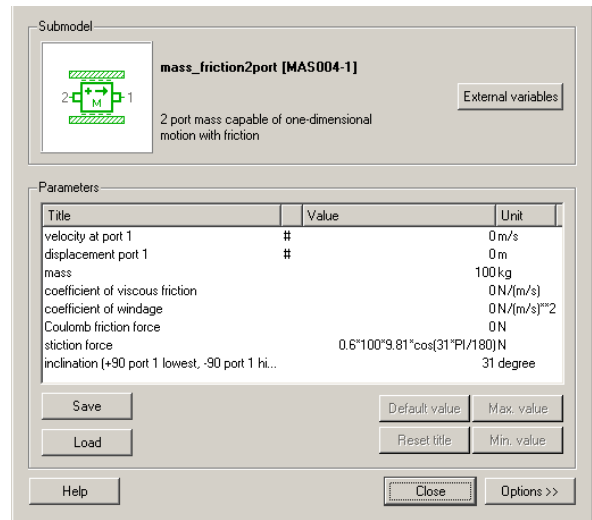 Submodel
mass_friction2port [MAS004-1]
2 M 1
External variables
2 port mass capable of one-dimensional
motion with friction
Parameters
Title Value Unit
velocity at port 1 # 0 m/s
displacement port 1 # 0 m
mass 100 kg
coefficient of viscous friction 0 N/(m/s)
coefficient of windage 0 N/(m/s)**2
Coulomb friction force 0 N
stiction force 0.6*100*9.81*cos(31*PI/180) N
inclination (+90 port 1 lowest, -90 port 1 hi... 31 degree
Save Default value Max. value
Load Reset title Min. value
Help Close Options >>